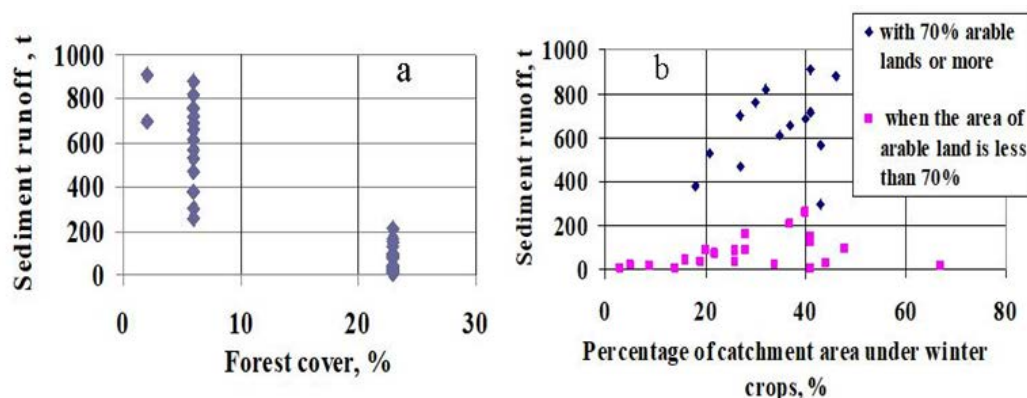 Sediment runoff , t
1000
800
600
400
200
0
0 10 20 30
Forest cover, %
a
Sediment runoff, t
1000
800
600
400
200
0
0 20 40 60 80
Percentage of catchment area under winter
crops, %
b
with 70% arable
lands or more
when the area of
arable land is less
than 70%